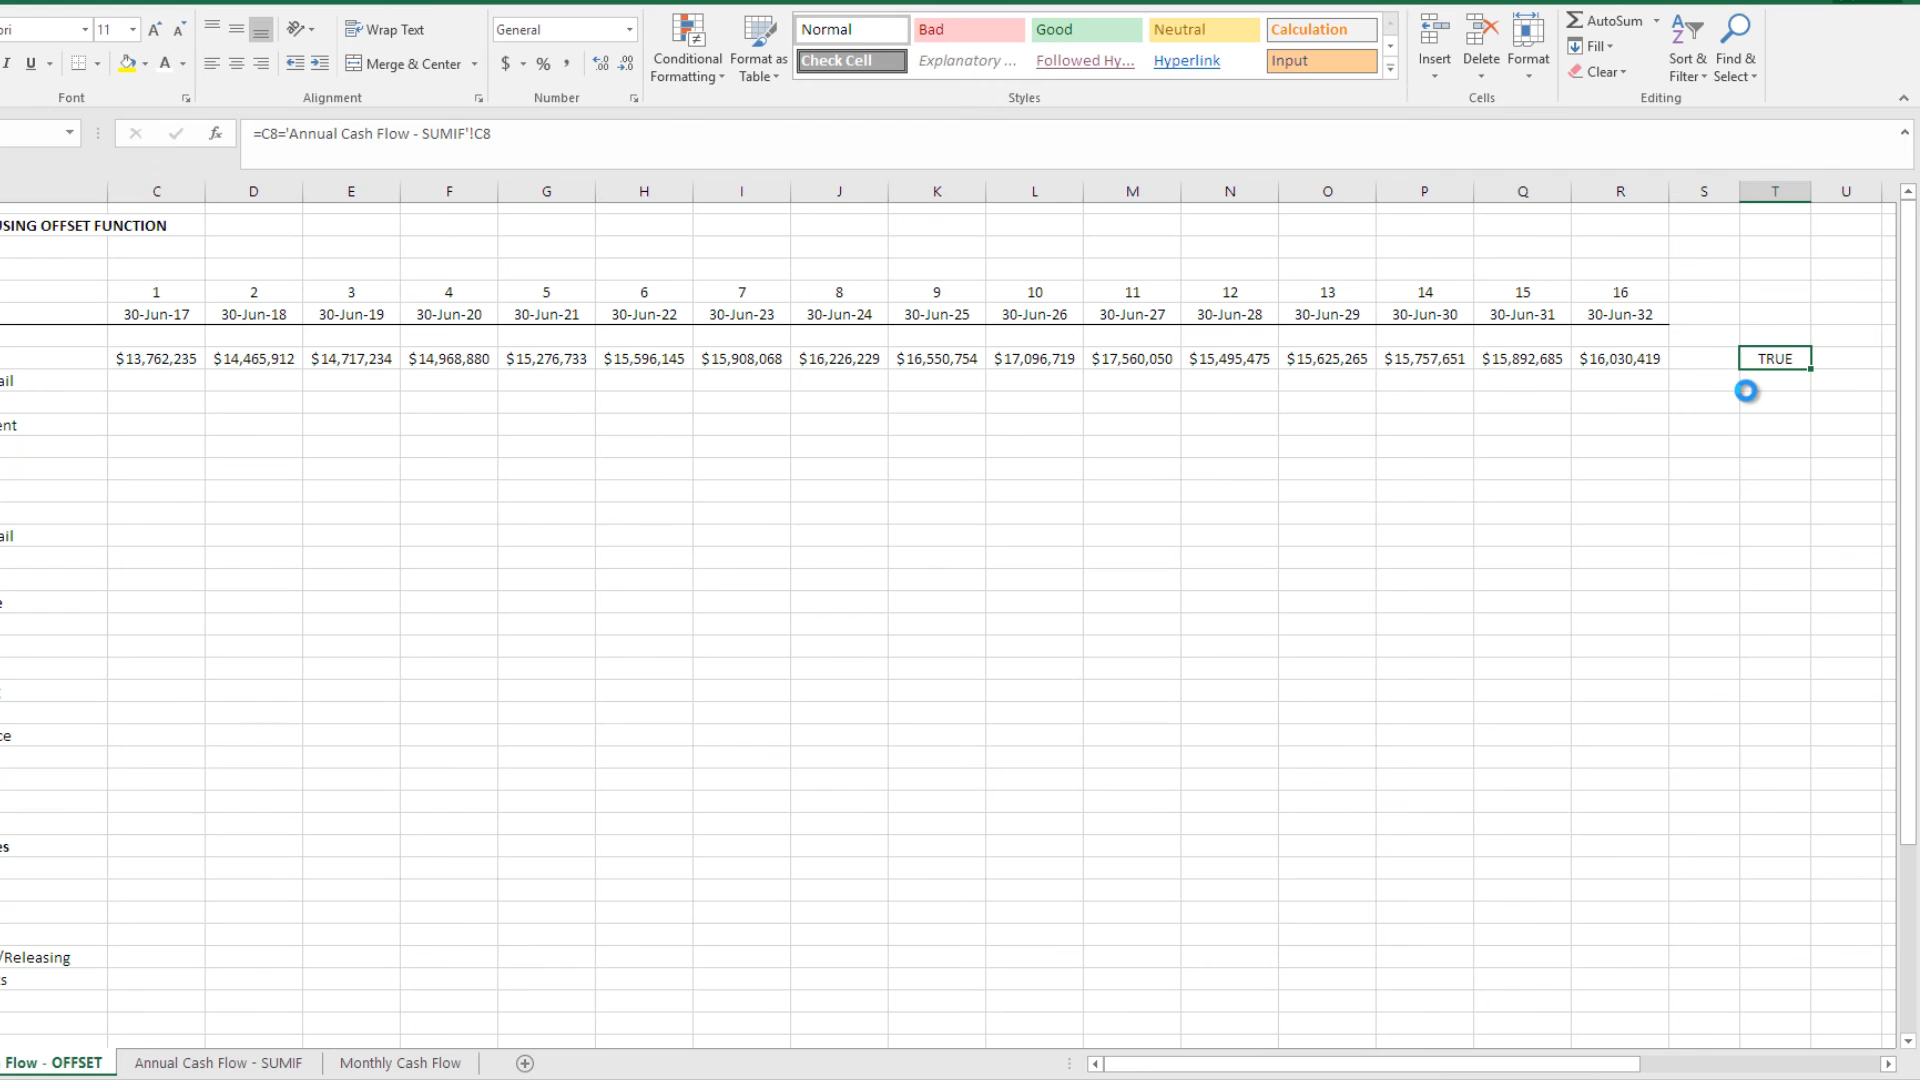 ori 11 A A Wrap Text General Normal Bad Good Neutral Calculation AutoSum
I U A Merge & Center $ % , Conditional Formatting Format as Table Check Cell Explanatory ... Followed Hy... Hyperlink Input Insert Delete Format Fill Clear Sort & Filter Find & Select
Font Alignment Number Styles Cells Editing
fx =C8='Annual Cash Flow - SUMIF'!C8
C D E F G H I J K L M N O P Q R S T U
USING OFFSET FUNCTION
1 2 3 4 5 6 7 8 9 10 11 12 13 14 15 16
30-Jun-17 30-Jun-18 30-Jun-19 30-Jun-20 30-Jun-21 30-Jun-22 30-Jun-23 30-Jun-24 30-Jun-25 30-Jun-26 30-Jun-27 30-Jun-28 30-Jun-29 30-Jun-30 30-Jun-31 30-Jun-32
$13,762,235 $14,465,912 $14,717,234 $14,968,880 $15,276,733 $15,596,145 $15,908,068 $16,226,229 $16,550,754 $17,096,719 $17,560,050 $15,495,475 $15,625,265 $15,757,651 $15,892,685 $16,030,419 TRUE
ail
ent
ail
e
ce
es
/Releasing
s
Flow - OFFSET Annual Cash Flow - SUMIF Monthly Cash Flow